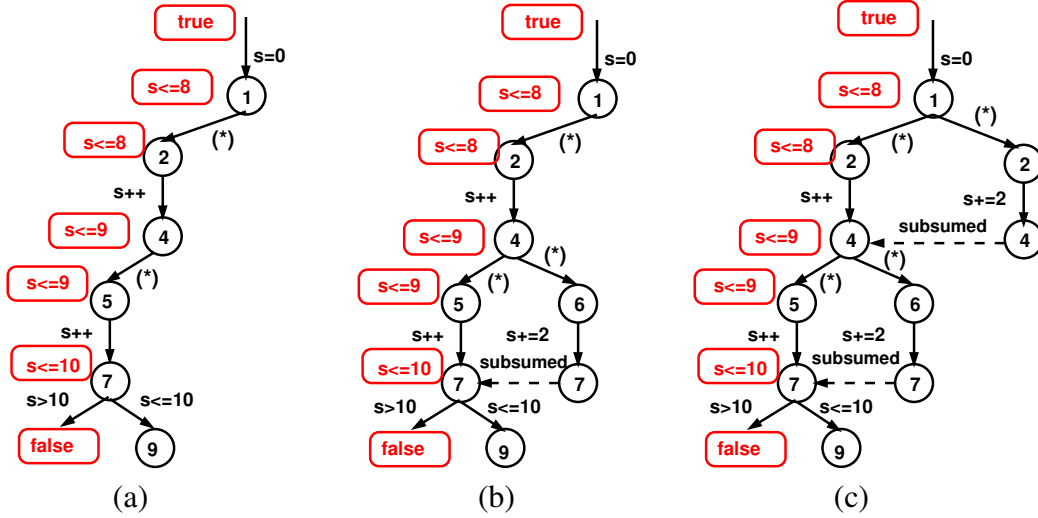 true
s=0
s<=8
1
s<=8
(*)
2
s++
s<=9
4
s<=9
(*)
5
s++
s<=10
7
s>10
s<=10
false
9
(a)
true
s=0
s<=8
1
s<=8
(*)
2
s++
s<=9
4
(*)
s<=9
(*)
5
6
s++
s+=2
subsumed
s<=10
7
7
s>10
s<=10
false
9
(b)
true
s=0
s<=8
1
(*)
s<=8
(*)
2
2
s++
s+=2
subsumed
s<=9
4
4
(*)
s<=9
(*)
5
6
s++
s+=2
subsumed
s<=10
7
7
s>10
s<=10
false
9
(c)